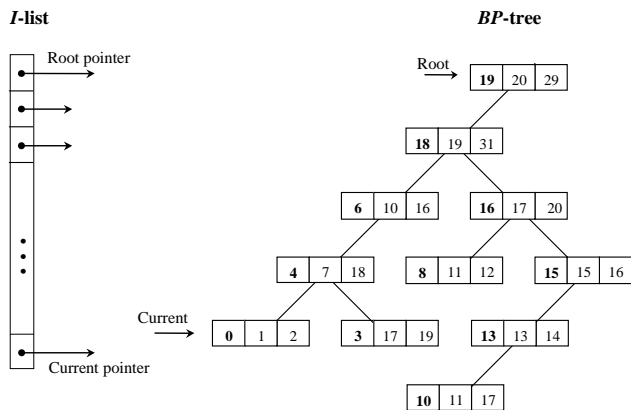 I-list
BP-tree
Root pointer
Root
19 20 29
18 19 31
6 10 16
16 17 20
4 7 18
8 11 12
15 15 16
Current
0 1 2
3 17 19
13 13 14
Current pointer
10 11 17